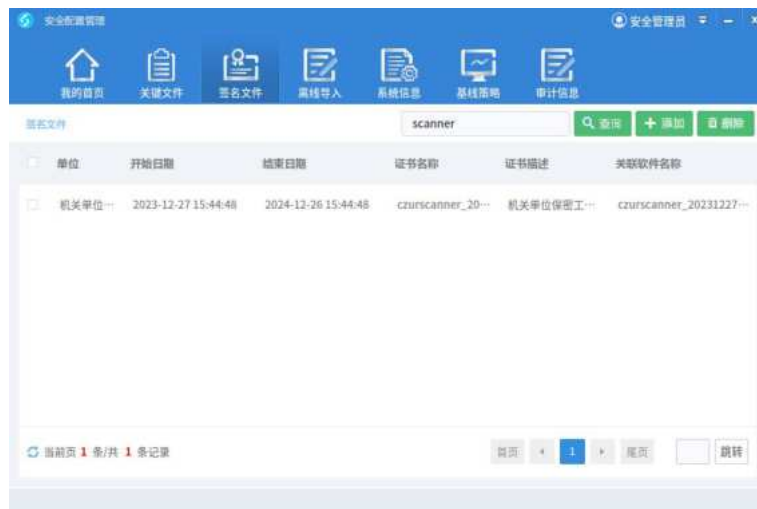 安全配置管理
安全管理员
我的首页 关键文件 签名文件 离线导入 系统信息 基线策略 审计信息
签名文件 scanner 查询 添加 删除
单位 开始日期 结束日期 证书名称 证书描述 关联软件名称
机关单位… 2023-12-27 15:44:48 2024-12-26 15:44:48 czurscanner_20… 机关单位保密工… czurscanner_20231227…
当前页 1 条/共 1 条记录 首页 1 尾页 跳转